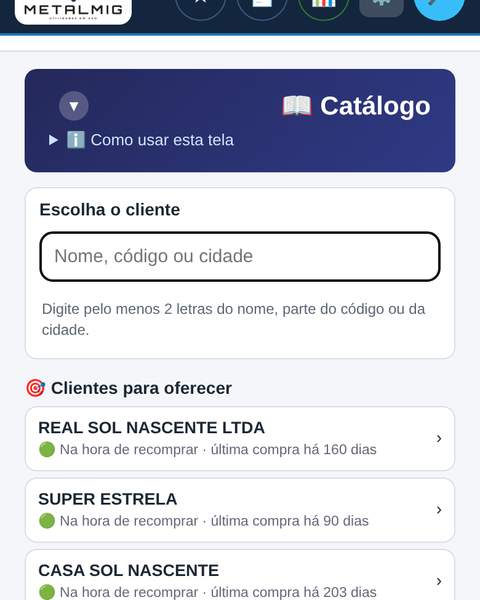 METALMIG
▼
📖 Catálogo
▶ ℹ️ Como usar esta tela
Escolha o cliente
Nome, código ou cidade
Digite pelo menos 2 letras do nome, parte do código ou da
cidade.
🎯 Clientes para oferecer
REAL SOL NASCENTE LTDA
🟢 Na hora de recomprar · última compra há 160 dias
›
SUPER ESTRELA
🟢 Na hora de recomprar · última compra há 90 dias
›
CASA SOL NASCENTE
🟢 Na hora de recomprar · última compra há 203 dias
›